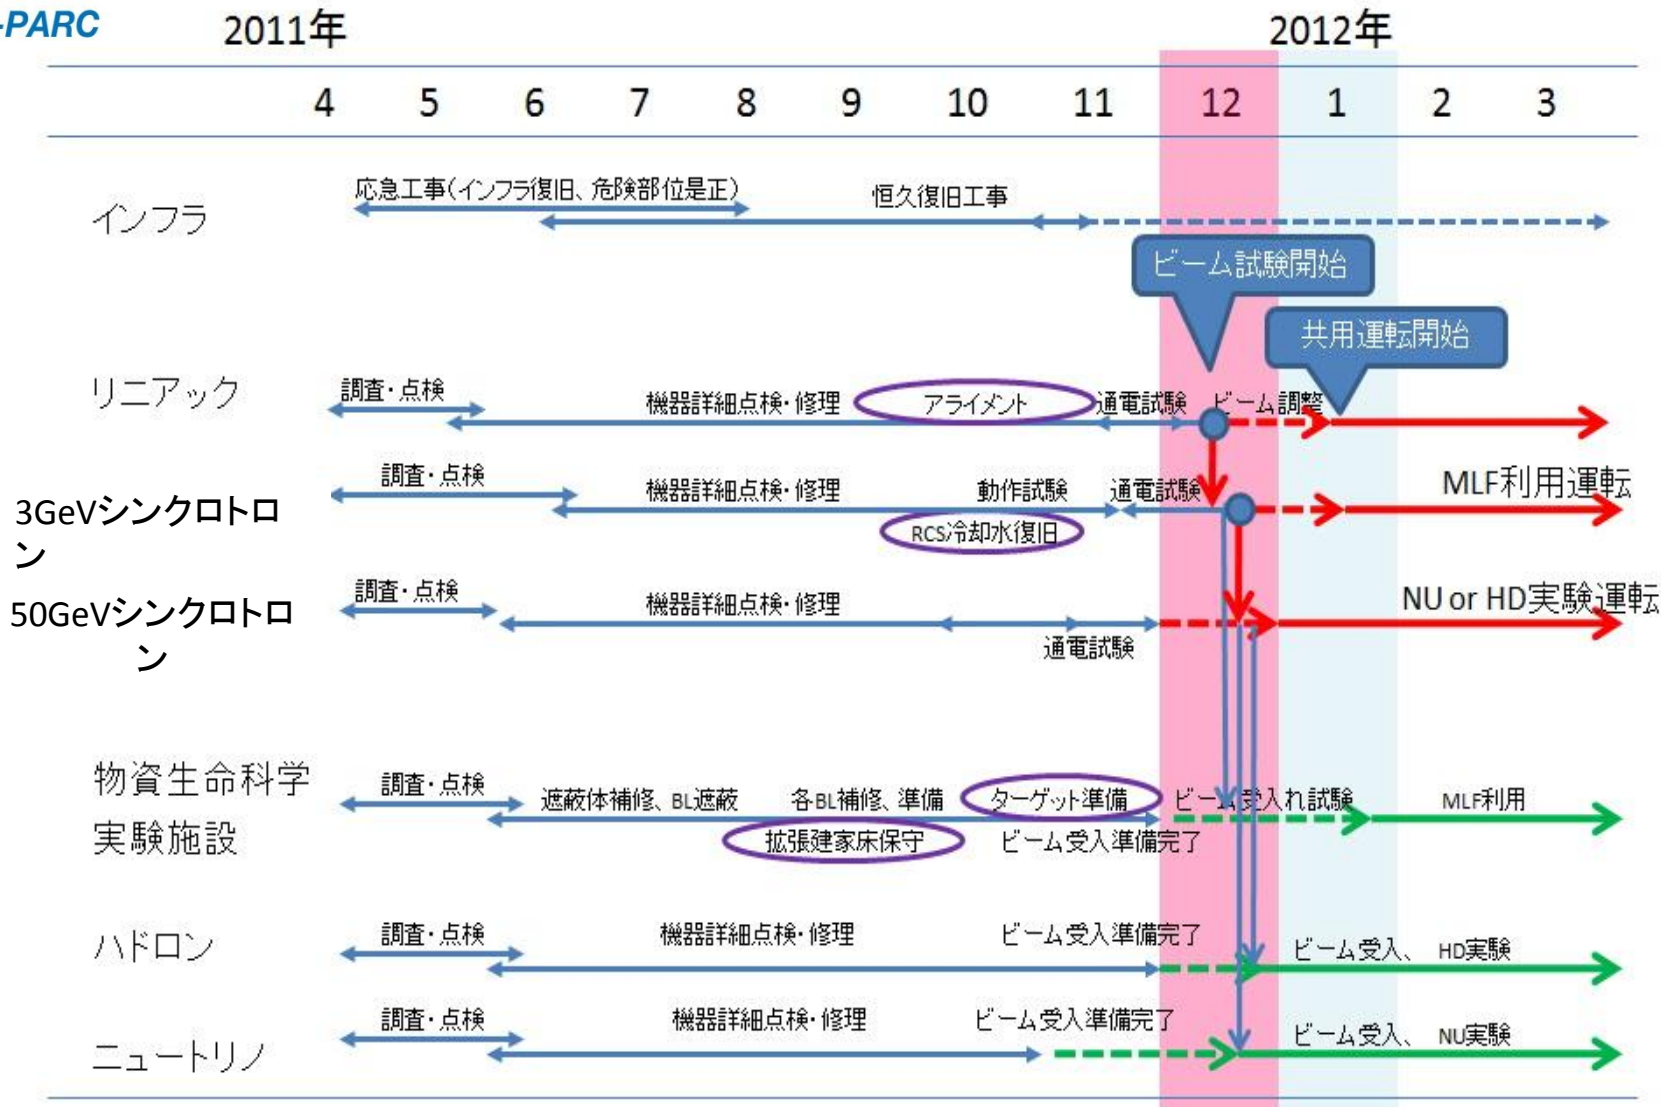 -PARC
2011年 2012年
4 5 6 7 8 9 10 11 12 1 2 3
インフラ
応急工事(インフラ復旧、危険部位是正)
恒久復旧工事
ビーム試験開始
共用運転開始
リニアック
調査・点検
機器詳細点検・修理
アライメント
通電試験
ビーム調整
3GeVシンクロトロ
ン
調査・点検
機器詳細点検・修理
動作試験
通電試験
RCS冷却水復旧
MLF利用運転
50GeVシンクロトロ
ン
調査・点検
機器詳細点検・修理
通電試験
NU or HD実験運転
物資生命科学
実験施設
調査・点検
遮蔽体補修、BL遮蔽
各BL補修、準備
ターゲット準備
ビーム受入れ試験
MLF利用
拡張建家床保守
ビーム受入準備完了
ハドロン
調査・点検
機器詳細点検・修理
ビーム受入準備完了
ビーム受入、 HD実験
ニュートリノ
調査・点検
機器詳細点検・修理
ビーム受入準備完了
ビーム受入、 NU実験